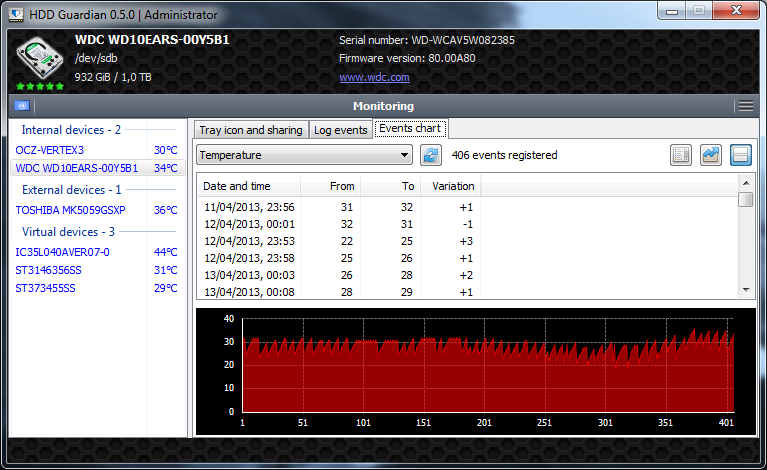 HDD Guardian 0.5.0 | Administrator
WDC WD10EARS-00Y5B1
/dev/sdb
932 GiB / 1,0 TB
Serial number: WD-WCAV5W082385
Firmware version: 80.00A80
www.wdc.com
Monitoring
Internal devices - 2
OCZ-VERTEX3 30°C
WDC WD10EARS-00Y5B1 34°C
External devices - 1
TOSHIBA MK5059GSXP 36°C
Virtual devices - 3
IC35L040AVER07-0 44°C
ST3146356SS 31°C
ST373455SS 29°C
Tray icon and sharing Log events Events chart
Temperature 406 events registered
Date and time From To Variation
11/04/2013, 23:56 31 32 +1
12/04/2013, 00:01 32 31 -1
12/04/2013, 23:53 22 25 +3
12/04/2013, 23:58 25 26 +1
13/04/2013, 00:03 26 28 +2
13/04/2013, 00:08 28 29 +1
40
30
20
10
0
1 51 101 151 201 251 301 351 401